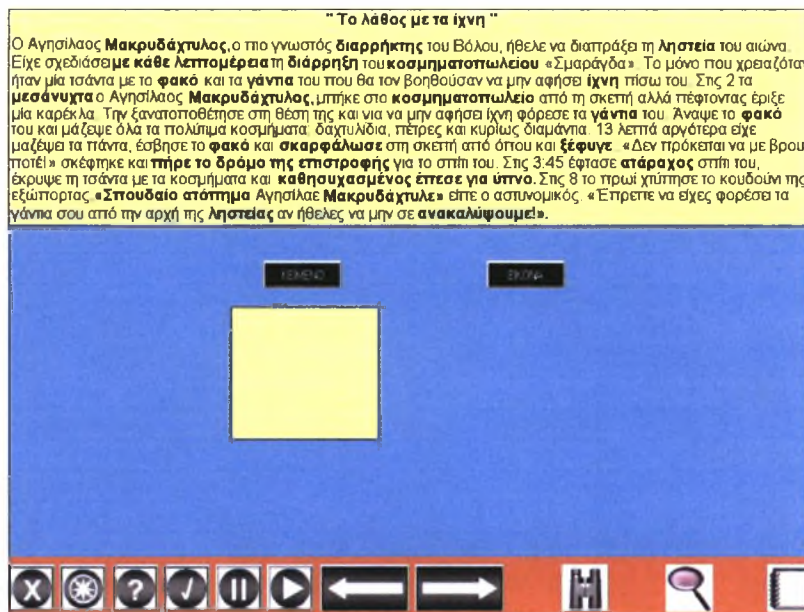 " Το λάθος με τα ίχνη "
Ο Αγησίλαος Μακρυδάχτυλος, ο πιο γνωστός διαρρήκτης του Βόλου, ήθελε να διαπράξει τη ληστεία του αιώνα.
Είχε σχεδιάσει με κάθε λεπτομέρεια τη διάρρηξη του κοσμηματοπωλείου «Σμαράγδα». Το μόνο που χρειαζόταν
ήταν μία τσάντα με το φακό και τα γάντια του που θα τον βοηθούσαν να μην αφήσει ίχνη πίσω του. Στις 2 τα
μεσάνυχτα ο Αγησίλαος Μακρυδάχτυλος, μπήκε στο κοσμηματοπωλείο από τη σκεπή αλλά πέφτοντας έριξε
μία καρέκλα. Την ξανατοποθέτησε στη θέση της και για να μην αφήσει ίχνη φόρεσε τα γάντια του. Άναψε το φακό
του και μάζεψε όλα τα πολύτιμα κοσμήματα: δαχτυλίδια, πέτρες και κυρίως διαμάντια. 13 λεπτά αργότερα είχε
μαζέψει τα πάντα, έσβησε το φακό και σκαρφάλωσε στη σκεπή από όπου και ξέφυγε. «Δεν πρόκειται να με βρουν
ποτέ!» σκέφτηκε και πήρε το δρόμο της επιστροφής για το σπίτι του. Στις 3:45 έφτασε ατάραχος σπίτι του,
έκρυψε τη τσάντα με τα κοσμήματα και καθησυχασμένος έπεσε για ύπνο. Στις 8 το πρωί χτύπησε το κουδούνι της
εξώπορτας. «Σπουδαίο ατόπημα Αγησίλαε Μακρυδάχτυλε» είπε ο αστυνομικός. «Έπρεπε να είχες φορέσει τα
γάντια σου από την αρχή της ληστείας αν ήθελες να μην σε ανακαλύψουμε!».
ΚΕΙΜΕΝΟ ΕΙΚΟΝΑ